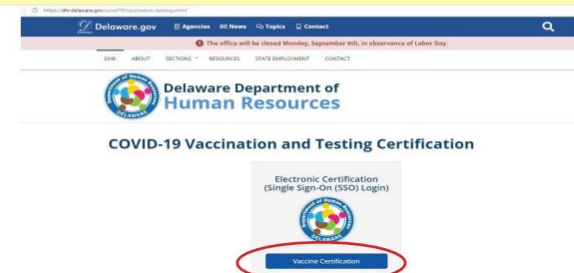 https://dhr.delaware.gov/covid19/vaccination-testing.shtml
Delaware.gov Agencies News Topics Contact
The office will be closed Monday, September 6th, in observance of Labor Day.
DHR ABOUT SECTIONS RESOURCES STATE EMPLOYMENT CONTACT
Delaware Department of
Human Resources
COVID-19 Vaccination and Testing Certification
Electronic Certification
(Single Sign-On (SSO) Login)
Vaccine Certification